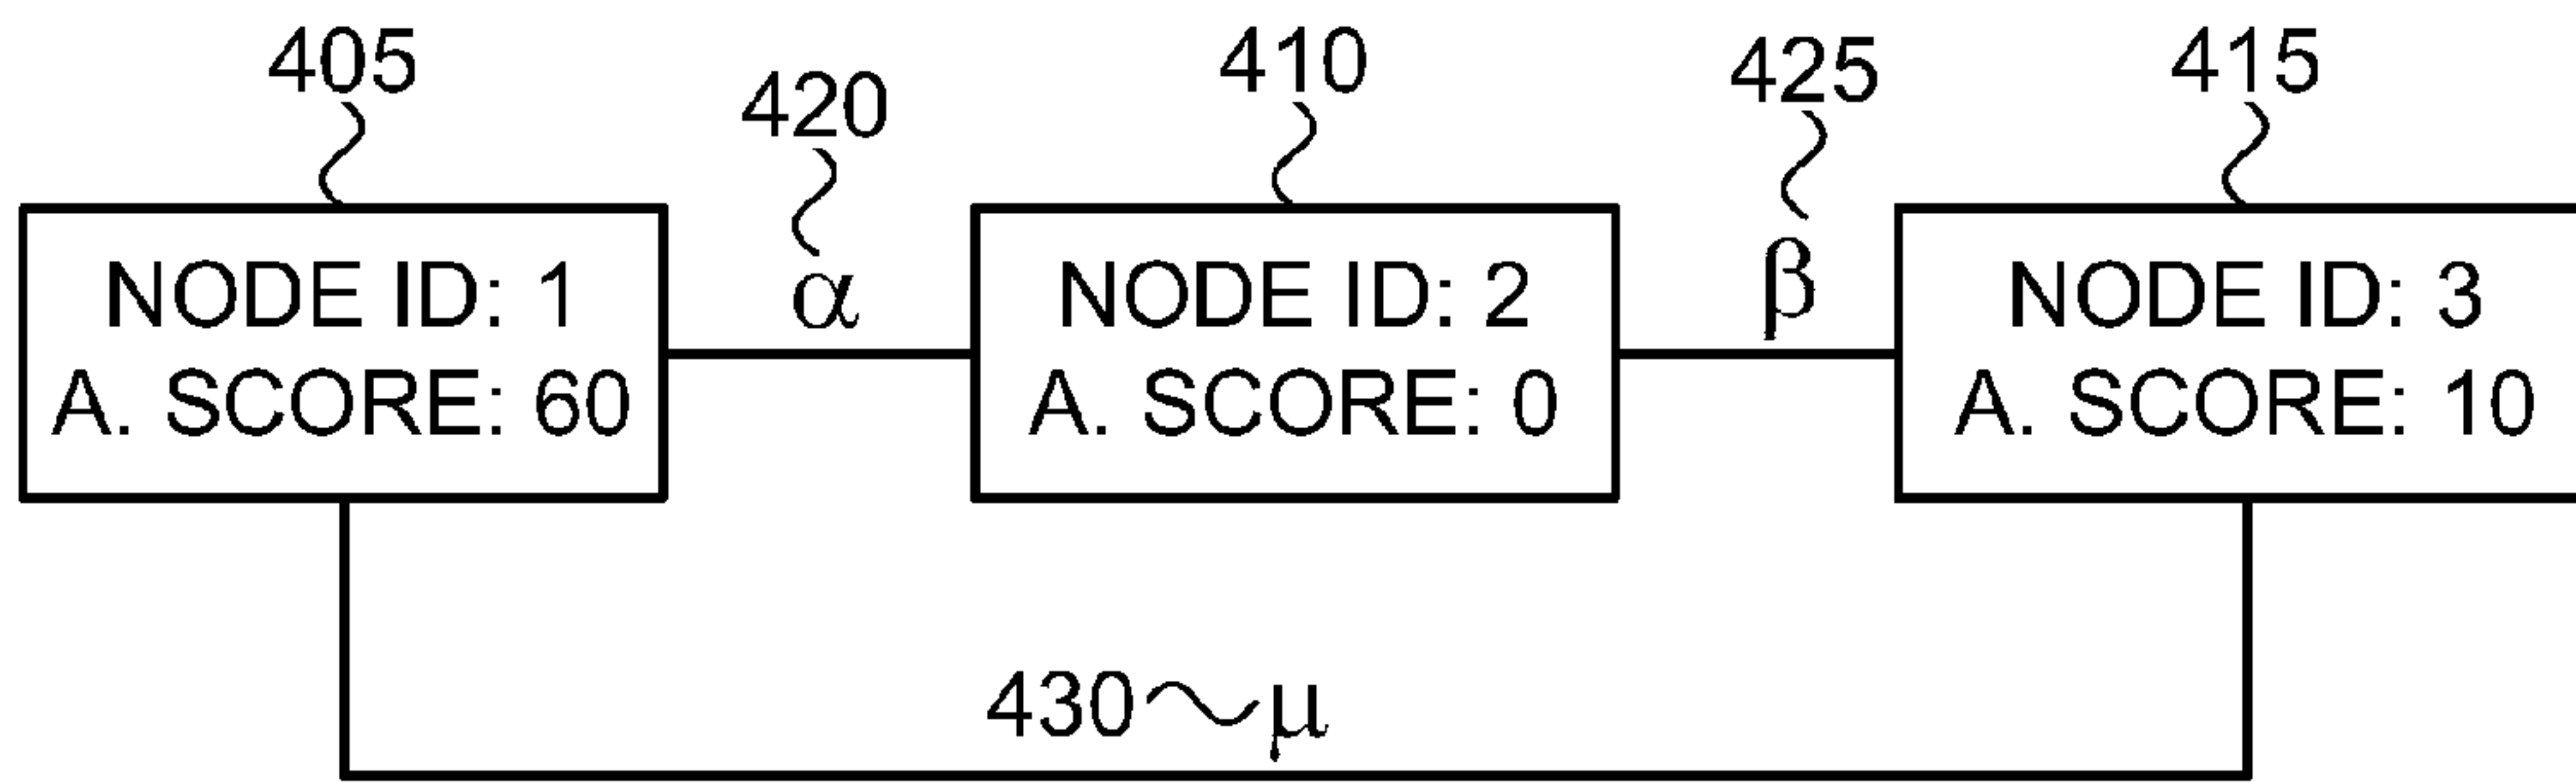 405
420
410
425
415
NODE ID: 1
A. SCORE: 60
α
NODE ID: 2
A. SCORE: 0
β
NODE ID: 3
A. SCORE: 10
430
μ